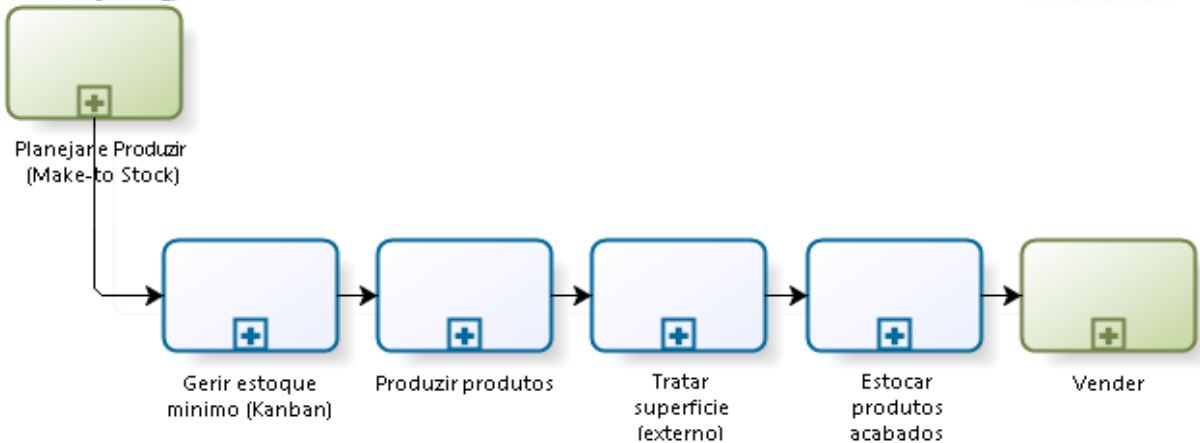 Planejar e Produzir
(Make-to Stock)
Gerir estoque
minimo (Kanban)
Produzir produtos
Tratar
superficie
(externo)
Estocar
produtos
acabados
Vender